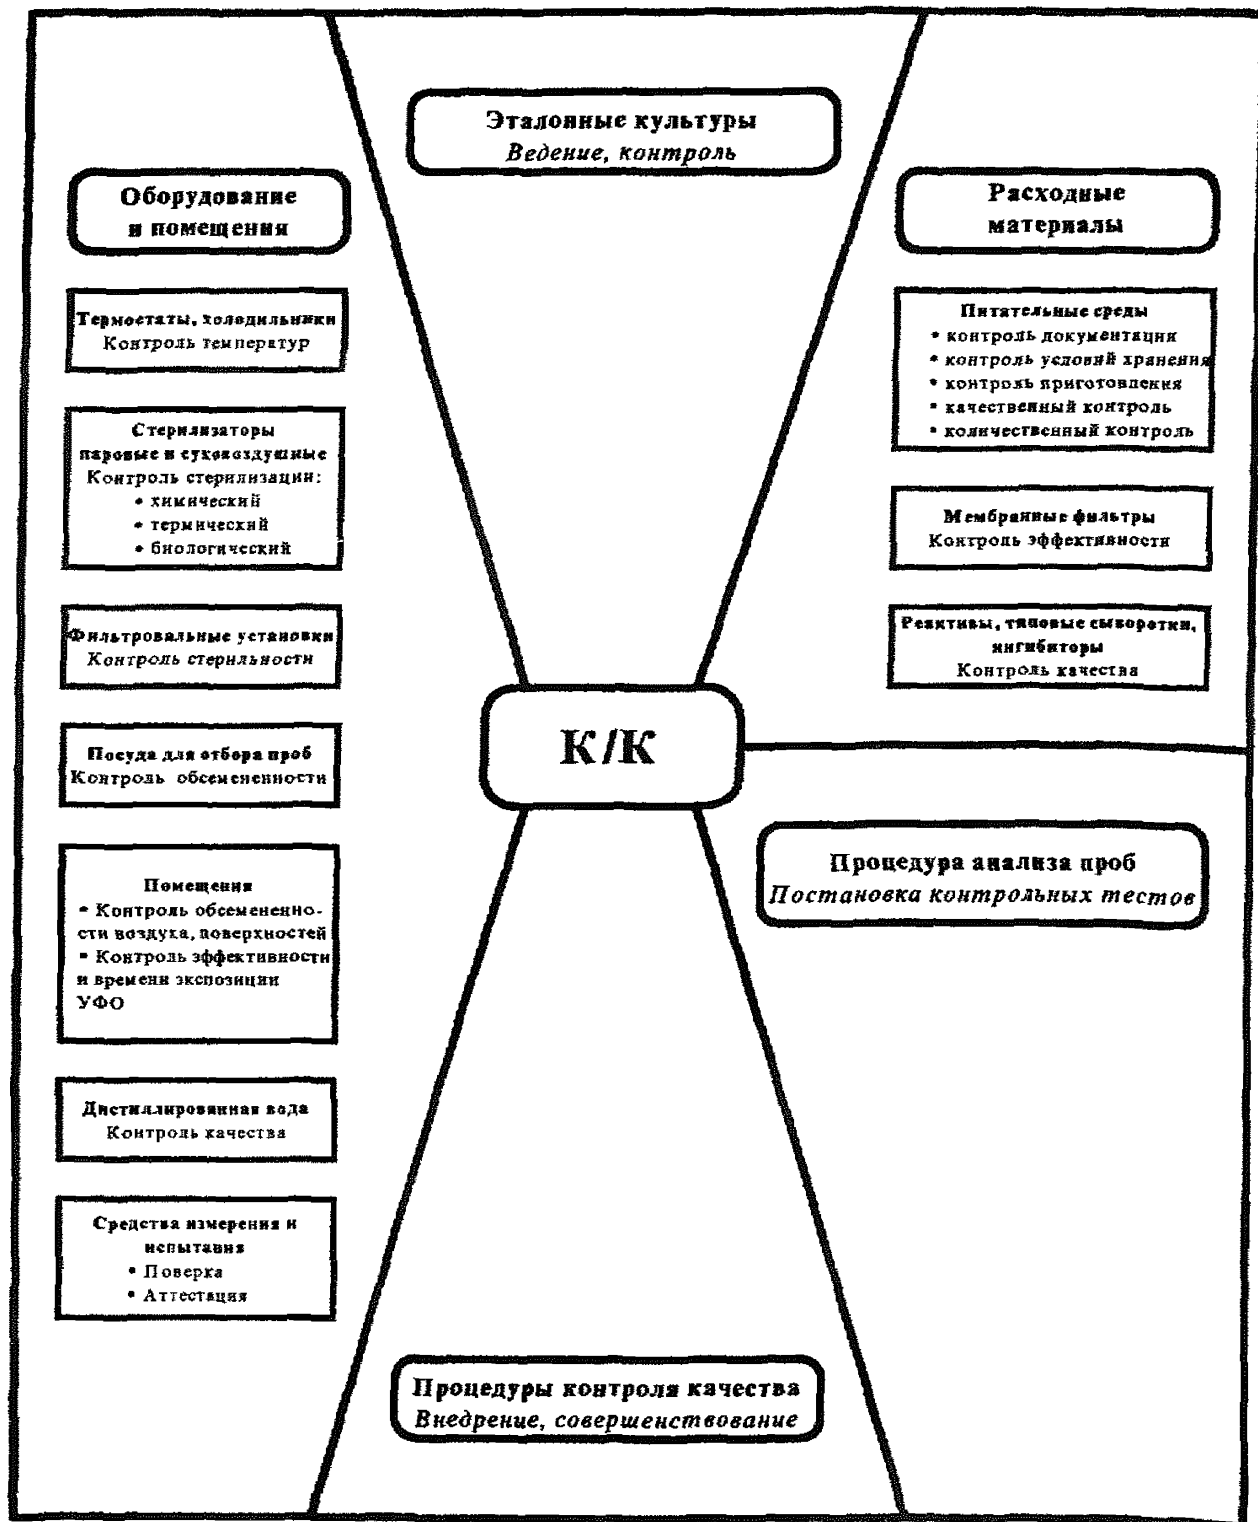 Эталонные культуры
Ведение, контроль
Оборудование
и помещения
Термостаты, холодильники
Контроль температур
Стерилизаторы
паровые и суховоздушные
Контроль стерилизации:
• химический
• термический
• биологический
Фильтровальные установки
Контроль стерильности
Посуда для отбора проб
Контроль обсемененности
Помещения
• Контроль обсемененно-
сти воздуха, поверхностей
• Контроль эффективности
и времени экспозиции
УФО
Дистиллированная вода
Контроль качества
Средства измерения и
испытания
• Поверка
• Аттестация
К/К
Расходные
материалы
Питательные среды
• контроль документации
• контроль условий хранения
• контроль приготовления
• качественный контроль
• количественный контроль
Мембранные фильтры
Контроль эффективности
Реактивы, типовые сыворотки,
ингибиторы
Контроль качества
Процедура анализа проб
Постановка контрольных тестов
Процедуры контроля качества
Внедрение, совершенствование